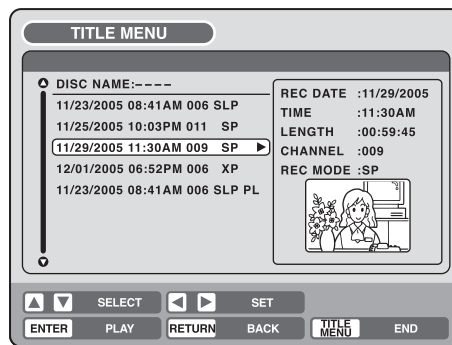 TITLE MENU
DISC NAME:----
11/23/2005 08:41AM 006 SLP
11/25/2005 10:03PM 011 SP
11/29/2005 11:30AM 009 SP
12/01/2005 06:52PM 006 XP
11/23/2005 08:41AM 006 SLP PL
REC DATE :11/29/2005
TIME :11:30AM
LENGTH :00:59:45
CHANNEL :009
REC MODE :SP
SELECT SET
ENTER PLAY RETURN BACK TITLE MENU END